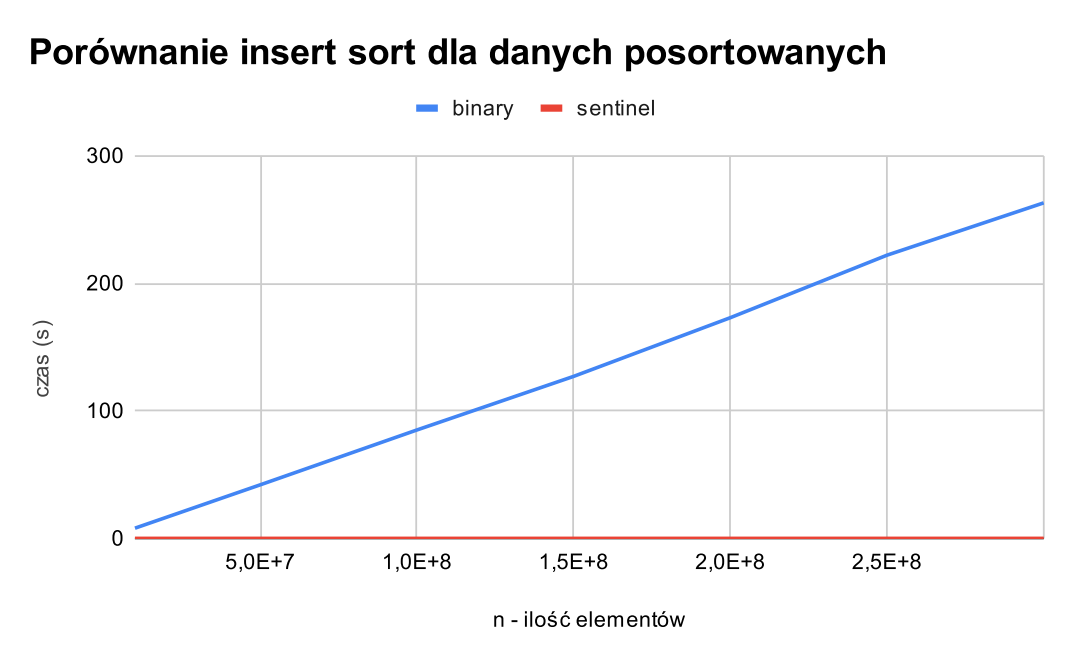 Porównanie insert sort dla danych posortowanych
binary sentinel
300
200
100
0
czas (s)
5,0E+7 1,0E+8 1,5E+8 2,0E+8 2,5E+8
n - ilość elementów